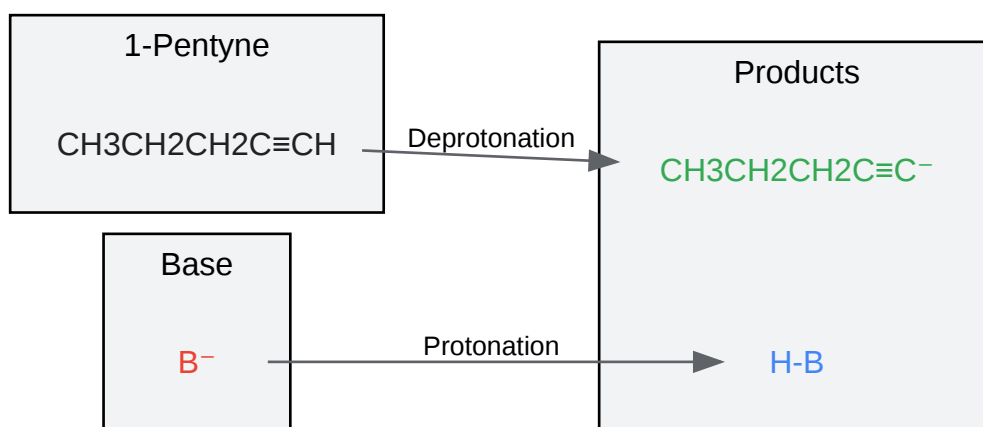 1-Pentyne
CH3CH2CH2C≡CH
Deprotonation
Products
CH3CH2CH2C≡C⁻
Base
B⁻
Protonation
H-B